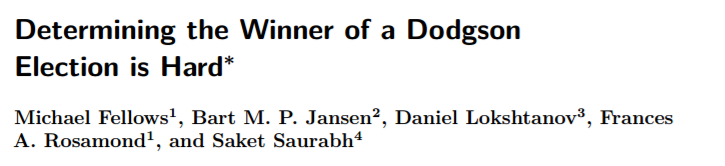 Determining the Winner of a Dodgson
Election is Hard*
Michael Fellows¹, Bart M. P. Jansen², Daniel Lokshtanov³, Frances
A. Rosamond¹, and Saket Saurabh⁴